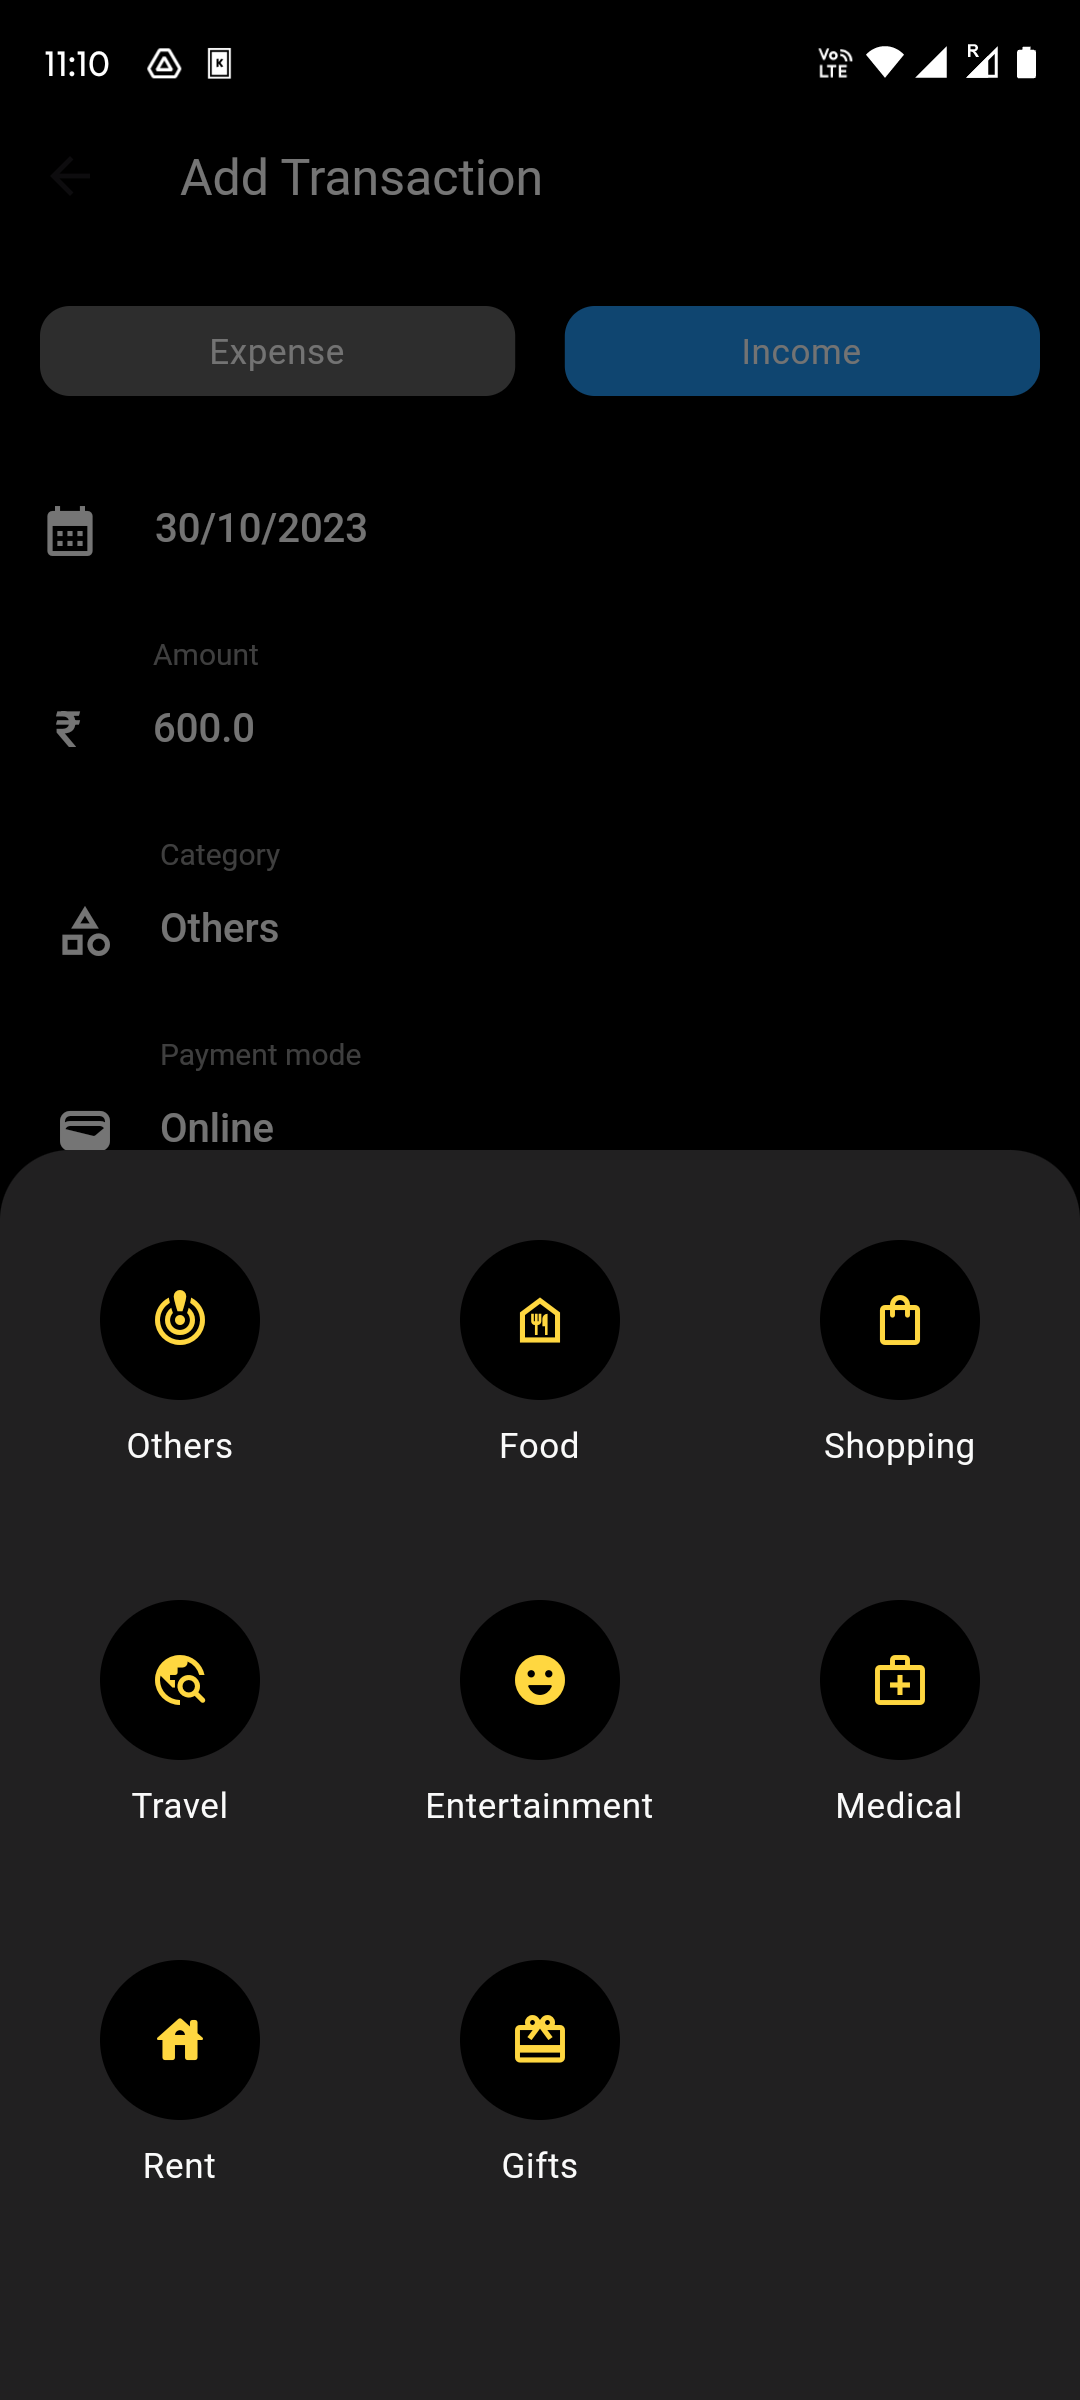 11:10
K
Vo LTE
R
Add Transaction
Expense Income
30/10/2023
Amount
₹ 600.0
Category
Others
Payment mode
Online
Others Food Shopping
Travel Entertainment Medical
Rent Gifts